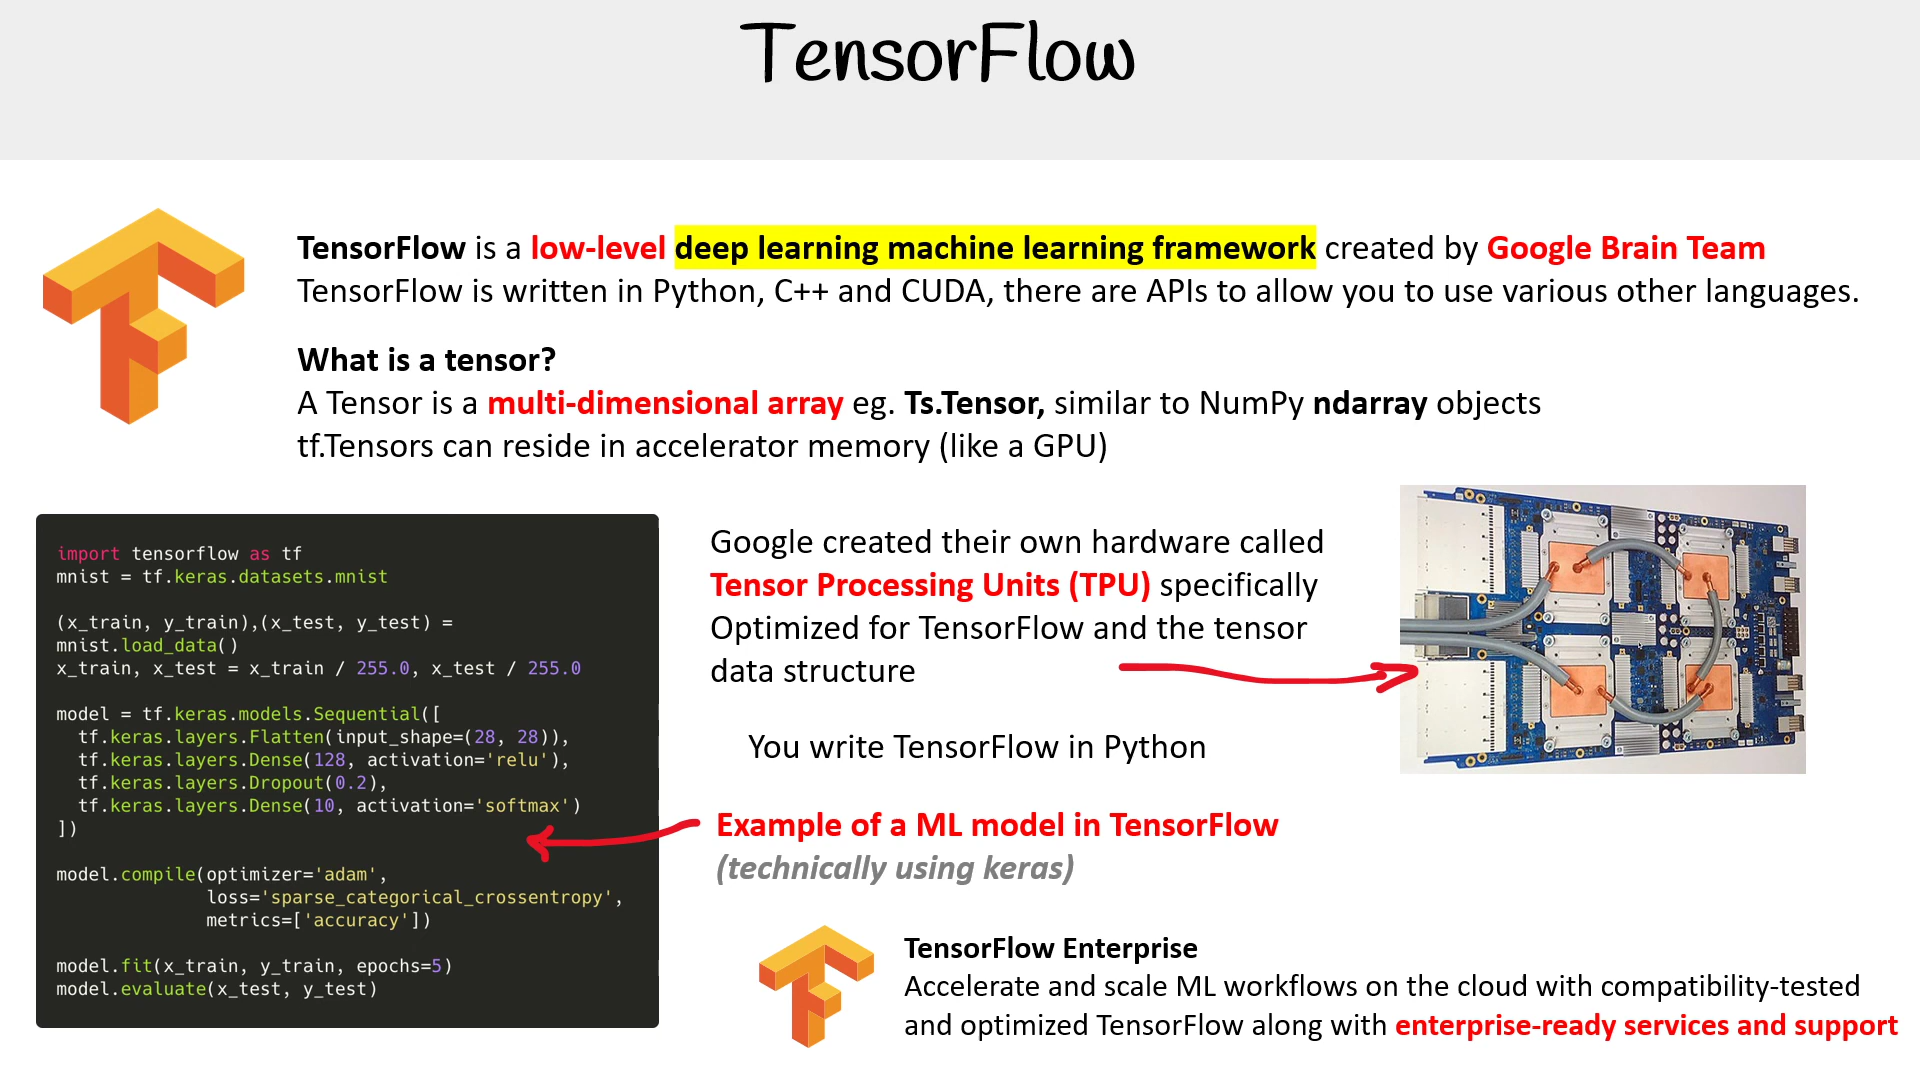 TensorFlow
TensorFlow is a low-level deep learning machine learning framework created by Google Brain Team
TensorFlow is written in Python, C++ and CUDA, there are APIs to allow you to use various other languages.
What is a tensor?
A Tensor is a multi-dimensional array eg. Ts.Tensor, similar to NumPy ndarray objects
tf.Tensors can reside in accelerator memory (like a GPU)
import tensorflow as tf
mnist = tf.keras.datasets.mnist
(x_train, y_train),(x_test, y_test) =
mnist.load_data()
x_train, x_test = x_train / 255.0, x_test / 255.0
model = tf.keras.models.Sequential([
  tf.keras.layers.Flatten(input_shape=(28, 28)),
  tf.keras.layers.Dense(128, activation='relu'),
  tf.keras.layers.Dropout(0.2),
  tf.keras.layers.Dense(10, activation='softmax')
])
model.compile(optimizer='adam',
              loss='sparse_categorical_crossentropy',
              metrics=['accuracy'])
model.fit(x_train, y_train, epochs=5)
model.evaluate(x_test, y_test)
Google created their own hardware called
Tensor Processing Units (TPU) specifically
Optimized for TensorFlow and the tensor
data structure
You write TensorFlow in Python
Example of a ML model in TensorFlow
(technically using keras)
TensorFlow Enterprise
Accelerate and scale ML workflows on the cloud with compatibility-tested
and optimized TensorFlow along with enterprise-ready services and support